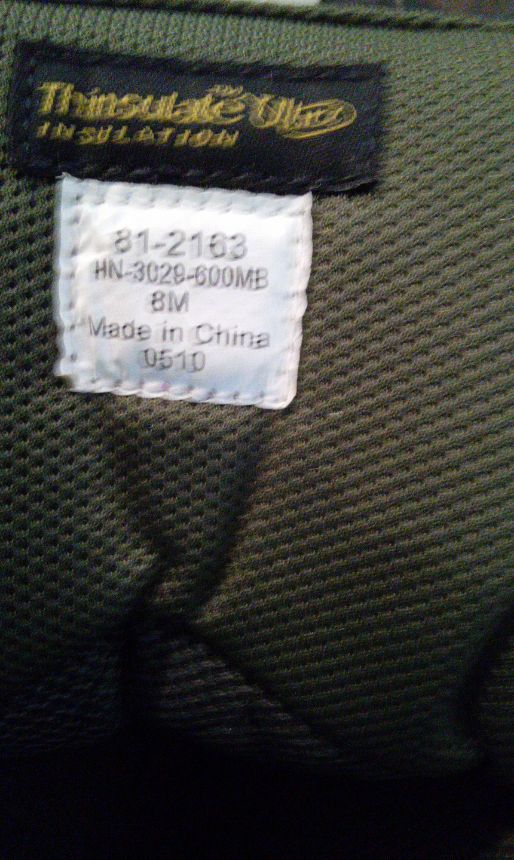 Thinsulate Ultra
INSULATION
81-2163
HN-3029-600MB
8M
Made in China
0510